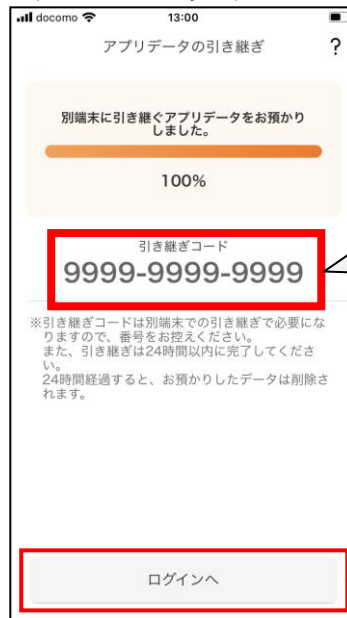 docomo 13:00
アプリデータの引き継ぎ ?
別端末に引き継ぐアプリデータをお預かり
しました。
100%
引き継ぎコード
9999-9999-9999
※引き継ぎコードは別端末での引き継ぎで必要にな
りますので、番号をお控えください。
また、引き継ぎは24時間以内に完了してくださ
い。
24時間経過すると、お預かりしたデータは削除さ
れます。
ログインへ